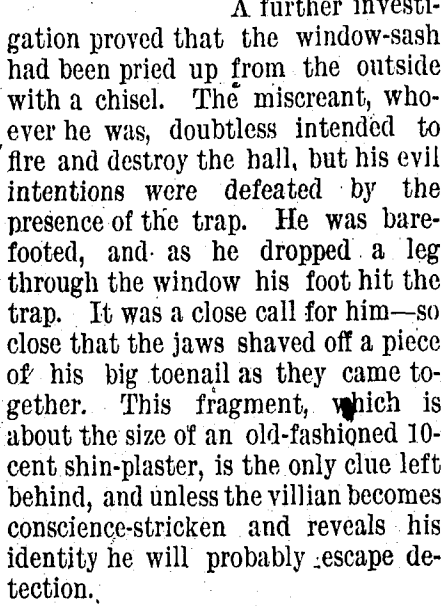 A further investi-
gation proved that the window-sash
had been pried up from the outside
with a chisel. The miscreant, who-
ever he was, doubtless intended to
fire and destroy the hall, but his evil
intentions were defeated by the
presence of the trap. He was bare-
footed, and as he dropped a leg
through the window his foot hit the
trap. It was a close call for him—so
close that the jaws shaved off a piece
of his big toenail as they came to-
gether. This fragment, which is
about the size of an old-fashioned 10-
cent shin-plaster, is the only clue left
behind, and unless the villian becomes
conscience-stricken and reveals his
identity he will probably escape de-
tection.